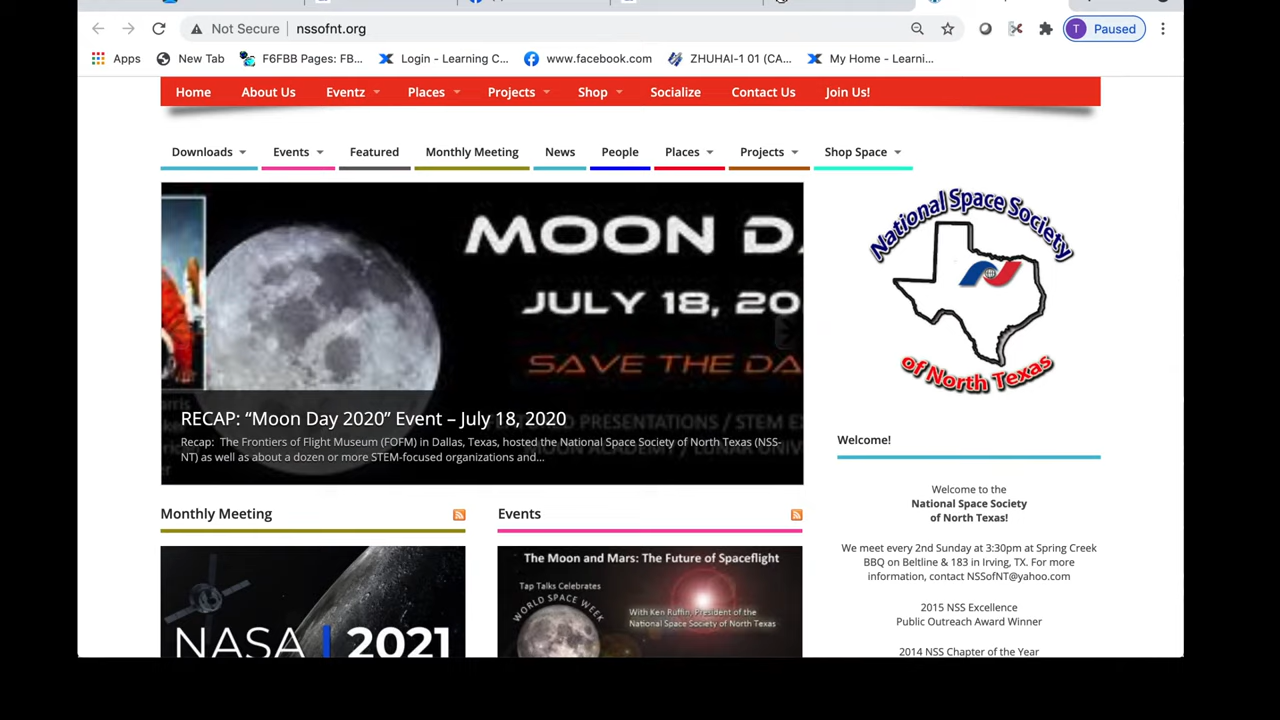 Not Secure nssofnt.org T Paused
Apps New Tab F6FBB Pages: FB... Login - Learning C... www.facebook.com ZHUHAI-1 01 (CA... My Home - Learni...
Home About Us Eventz Places Projects Shop Socialize Contact Us Join Us!
Downloads Events Featured Monthly Meeting News People Places Projects Shop Space
MOON DA
JULY 18, 20
SAVE THE DA
RECAP: “Moon Day 2020” Event – July 18, 2020
Recap: The Frontiers of Flight Museum (FOFM) in Dallas, Texas, hosted the National Space Society of North Texas (NSS-
NT) as well as about a dozen or more STEM-focused organizations and...
National Space Society
of North Texas
Welcome!
Welcome to the
National Space Society
of North Texas!
We meet every 2nd Sunday at 3:30pm at Spring Creek
BBQ on Beltline & 183 in Irving, TX. For more
information, contact NSSofNT@yahoo.com
2015 NSS Excellence
Public Outreach Award Winner
2014 NSS Chapter of the Year
Monthly Meeting
NASA 2021
Events
The Moon and Mars: The Future of Spaceflight
Tap Talks Celebrates
WORLD SPACE WEEK
With Ken Ruffin, President of the
National Space Society of North Texas